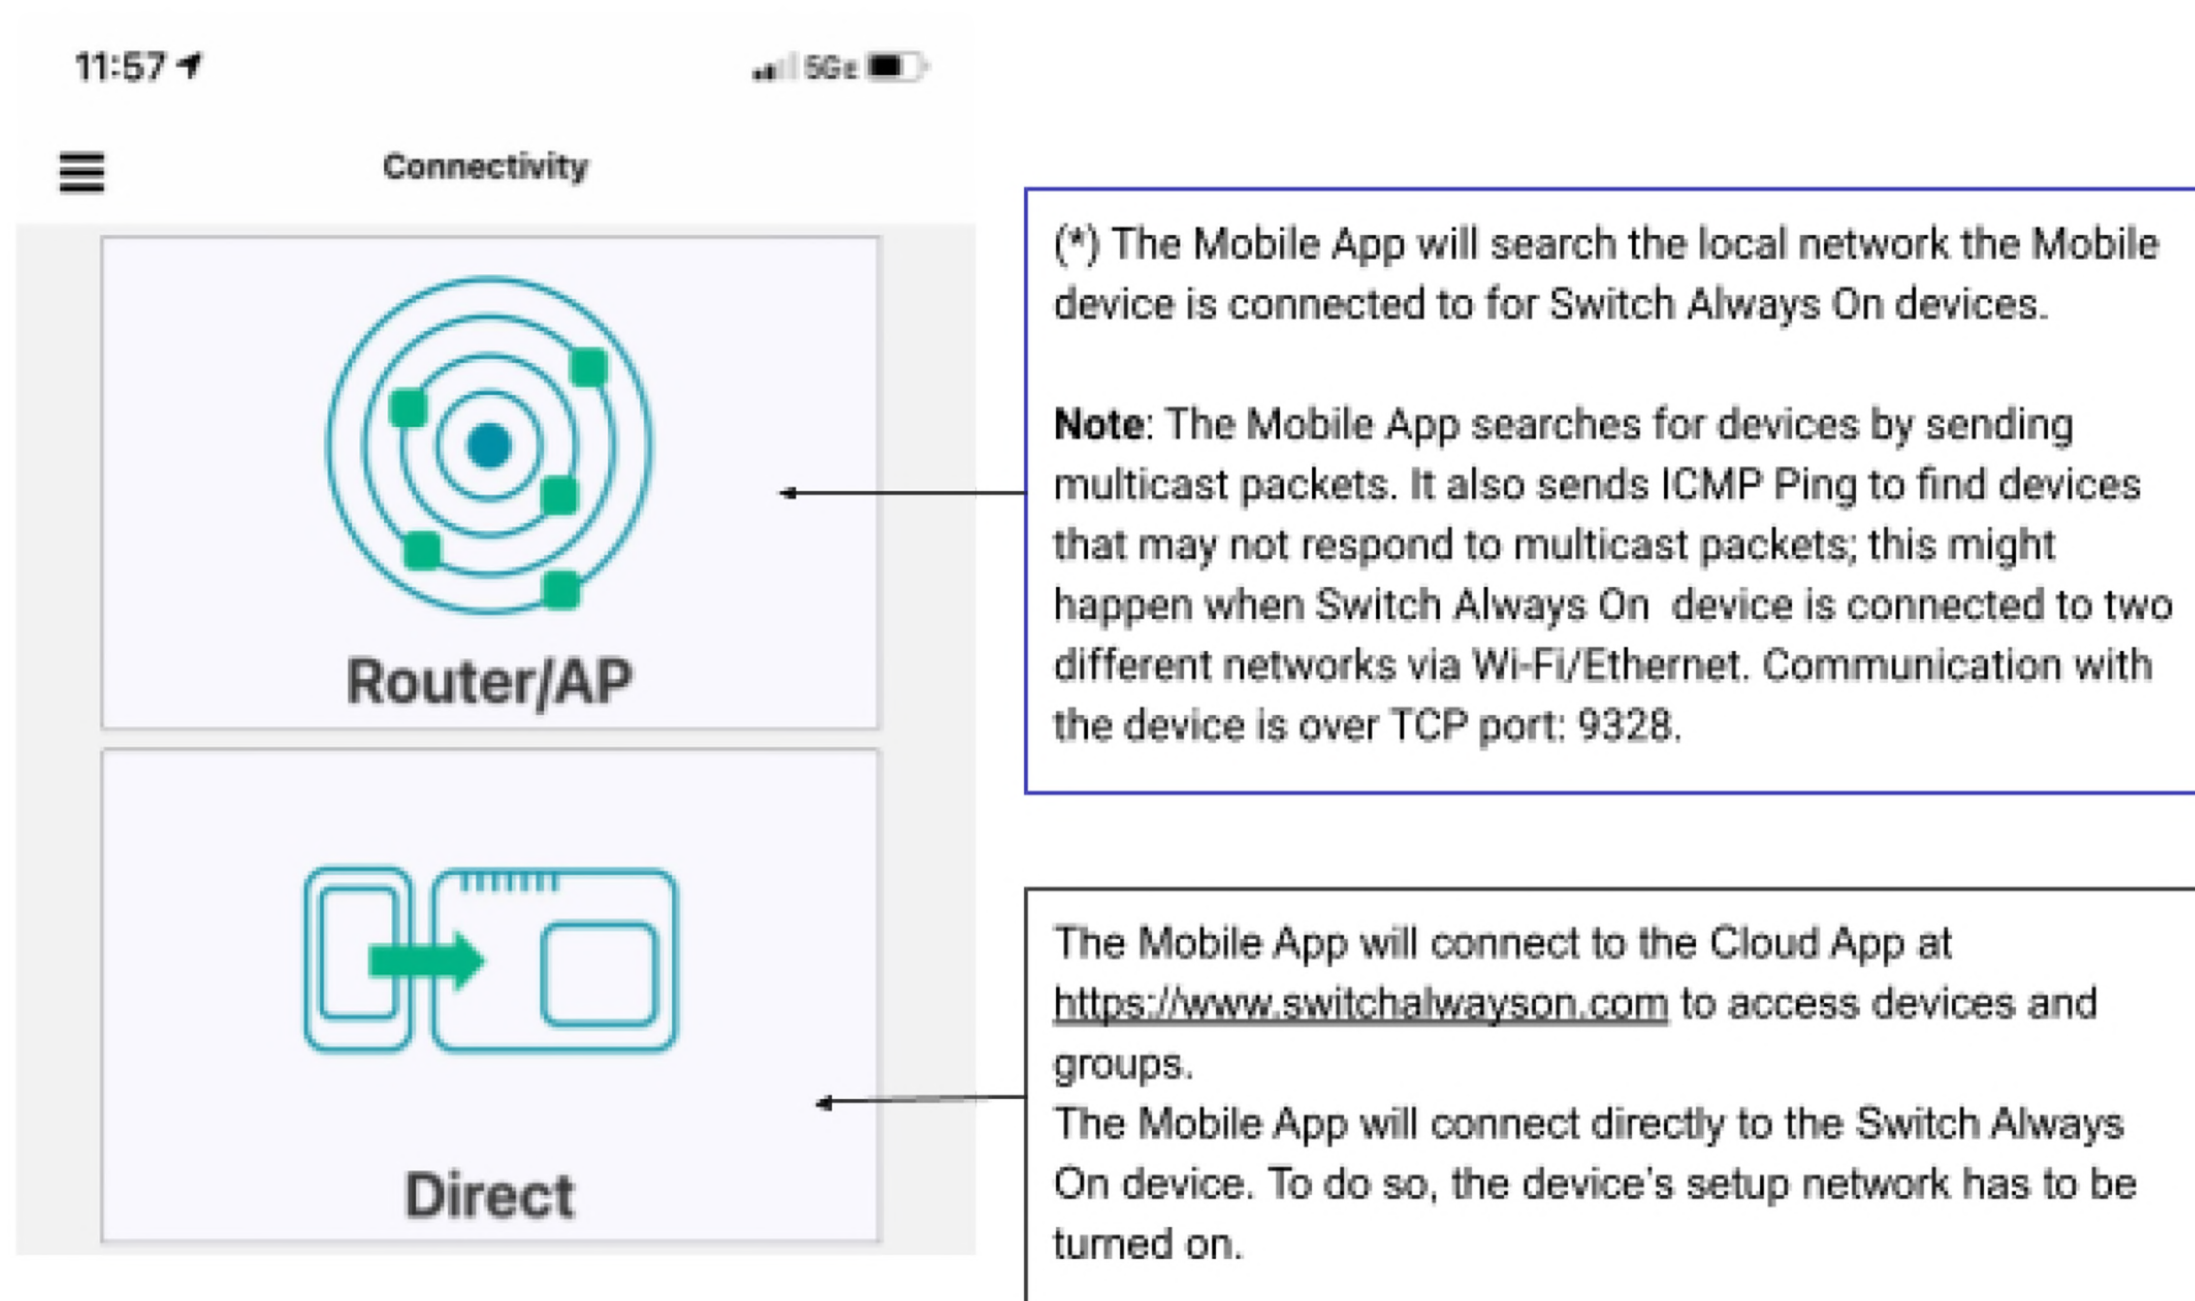 11:57
5GE
Connectivity
Router/AP
Direct
(*) The Mobile App will search the local network the Mobile
device is connected to for Switch Always On devices.
Note: The Mobile App searches for devices by sending
multicast packets. It also sends ICMP Ping to find devices
that may not respond to multicast packets; this might
happen when Switch Always On  device is connected to two
different networks via Wi-Fi/Ethernet. Communication with
the device is over TCP port: 9328.
The Mobile App will connect to the Cloud App at
https://www.switchalwayson.com to access devices and
groups.
The Mobile App will connect directly to the Switch Always
On device. To do so, the device's setup network has to be
turned on.